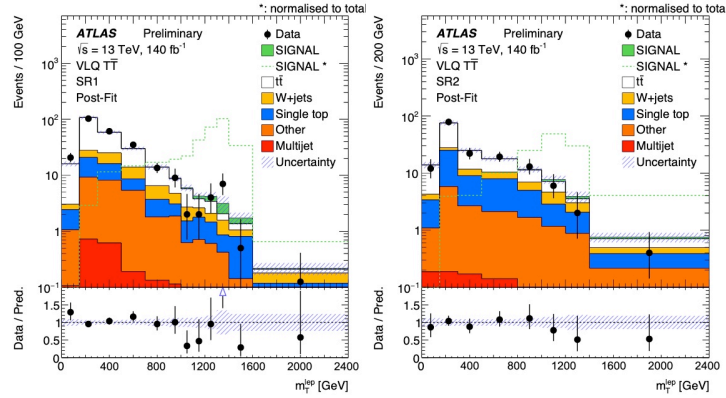 *: normalised to total
Events / 100 GeV
ATLAS Preliminary
√s = 13 TeV, 140 fb⁻¹
VLQ TT̅
SR1
Post-Fit
Data
SIGNAL
SIGNAL *
tt̅
W+jets
Single top
Other
Multijet
Uncertainty
10³
10²
10
1
10⁻¹
Data / Pred.
1.5
1
0.5
0
0 400 800 1200 1600 2000 2400
m_T^lep [GeV]
*: normalised to total
Events / 200 GeV
ATLAS Preliminary
√s = 13 TeV, 140 fb⁻¹
VLQ TT̅
SR2
Post-Fit
Data
SIGNAL
SIGNAL *
tt̅
W+jets
Single top
Other
Multijet
Uncertainty
10³
10²
10
1
10⁻¹
Data / Pred.
1.5
1
0.5
0
0 400 800 1200 1600 2000 2400
m_T^lep [GeV]